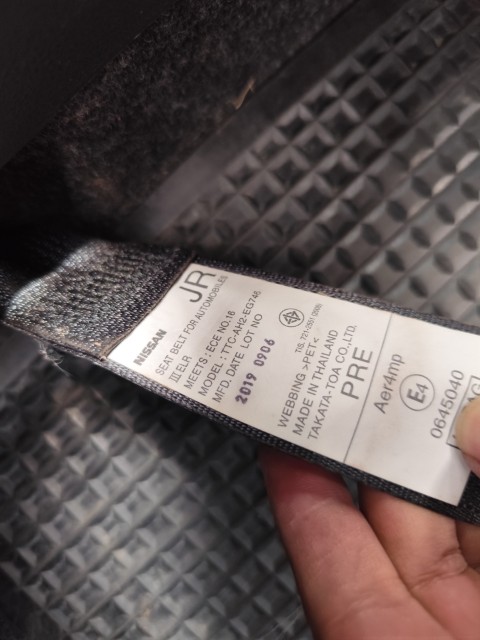 NISSAN
JR
SEAT BELT FOR AUTOMOBILES
III ELR
MEETS : ECE NO.16
MODEL : TTC-AH2-EG746
MFD. DATE LOT NO
2019 0906
WEBBING >PET<
MADE IN THAILAND
TAKATA-TOA CO.,LTD.
PRE
Aer4mp
E4
0645040